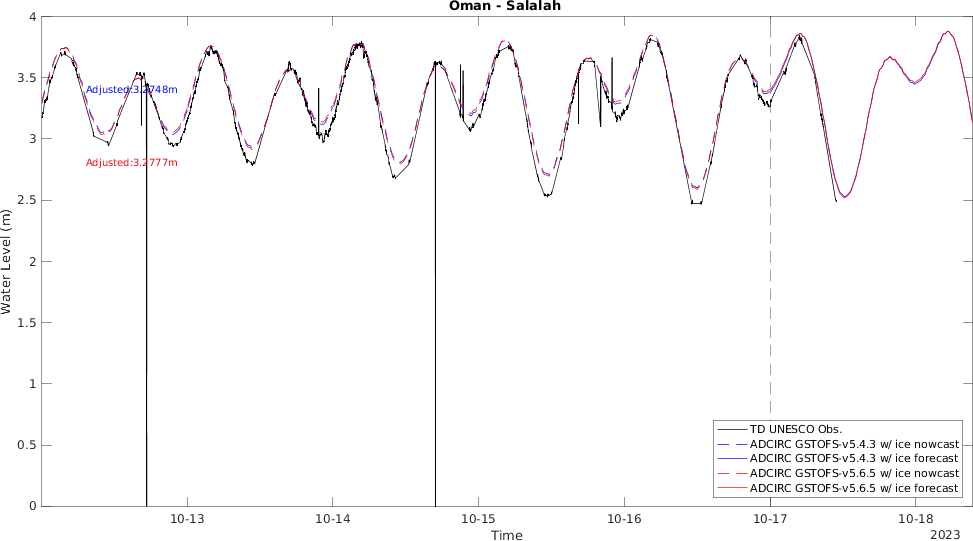 Oman - Salalah
4
3.5
3
2.5
2
1.5
1
0.5
0
Water Level (m)
Adjusted:3.2748m
Adjusted:3.2777m
TD UNESCO Obs.
ADCIRC GSTOFS-v5.4.3 w/ ice nowcast
ADCIRC GSTOFS-v5.4.3 w/ ice forecast
ADCIRC GSTOFS-v5.6.5 w/ ice nowcast
ADCIRC GSTOFS-v5.6.5 w/ ice forecast
10-13 10-14 10-15 10-16 10-17 10-18
Time
2023